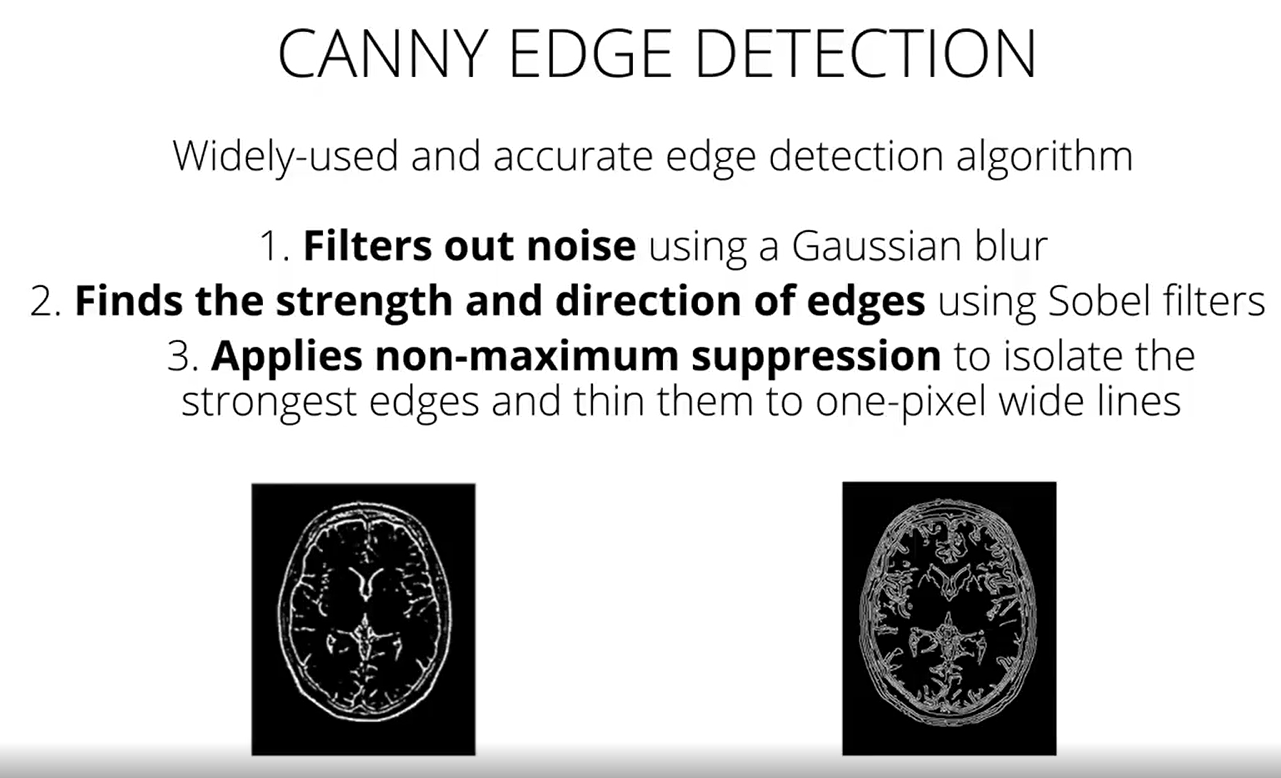 CANNY EDGE DETECTION
Widely-used and accurate edge detection algorithm
1. Filters out noise using a Gaussian blur
2. Finds the strength and direction of edges using Sobel filters
3. Applies non-maximum suppression to isolate the
strongest edges and thin them to one-pixel wide lines